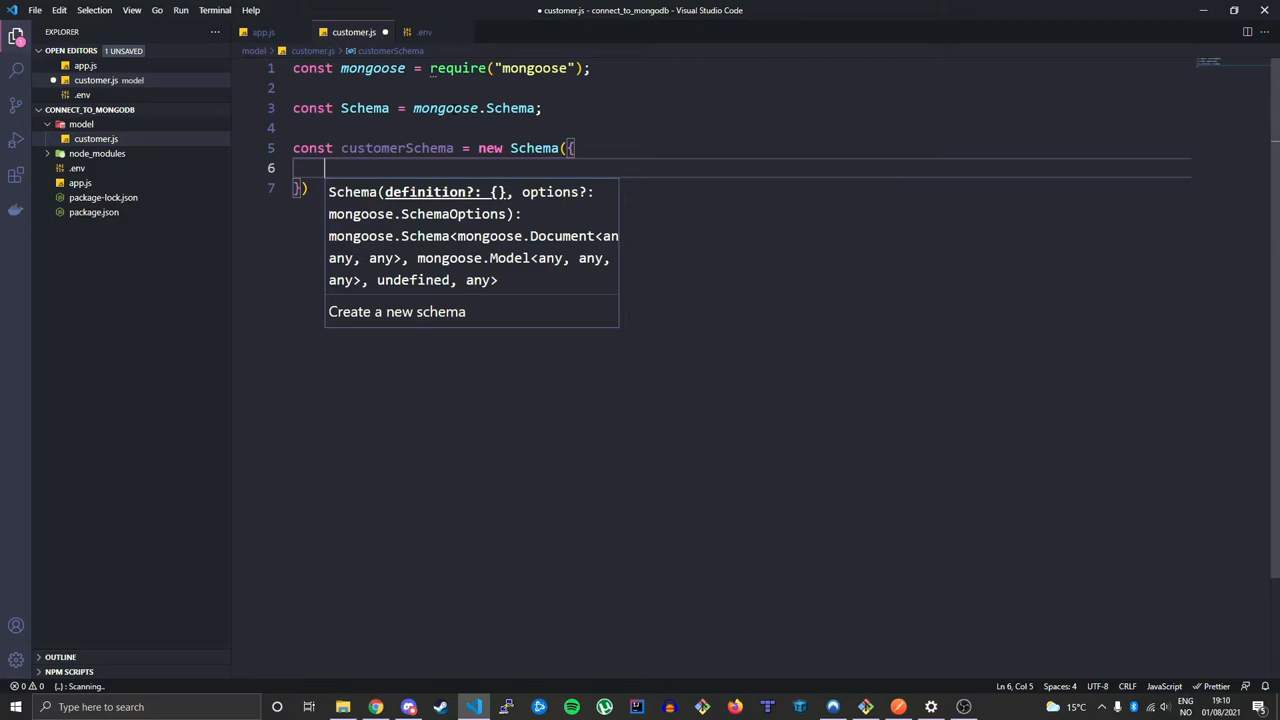 File Edit Selection View Go Run Terminal Help
● customer.js - connect_to_mongodb - Visual Studio Code
EXPLORER
app.js
customer.js
.env
OPEN EDITORS 1 UNSAVED
app.js
customer.js model
.env
CONNECT_TO_MONGODB
model
customer.js
node_modules
.env
app.js
package-lock.json
package.json
OUTLINE
NPM SCRIPTS
model > customer.js > customerSchema
1 const mongoose = require("mongoose");
2
3 const Schema = mongoose.Schema;
4
5 const customerSchema = new Schema({
6
7 })
Schema(definition?: {}, options?:
mongoose.SchemaOptions):
mongoose.Schema<mongoose.Document<an
any, any>, mongoose.Model<any, any,
any>, undefined, any>
Create a new schema
0 0 {..} : Scanning..
Ln 6, Col 5 Spaces: 4 UTF-8 CRLF JavaScript Prettier
Type here to search
15°C
ENG
NO
19:10
01/08/2021
1
3